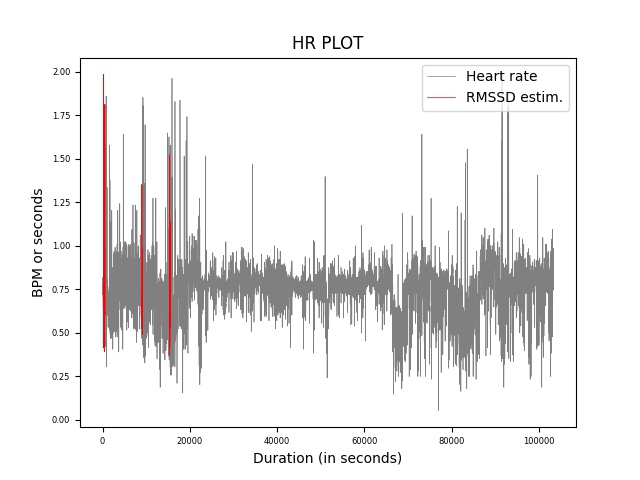 HR PLOT
Heart rate
RMSSD estim.
BPM or seconds
2.00
1.75
1.50
1.25
1.00
0.75
0.50
0.25
0.00
0 20000 40000 60000 80000 100000
Duration (in seconds)